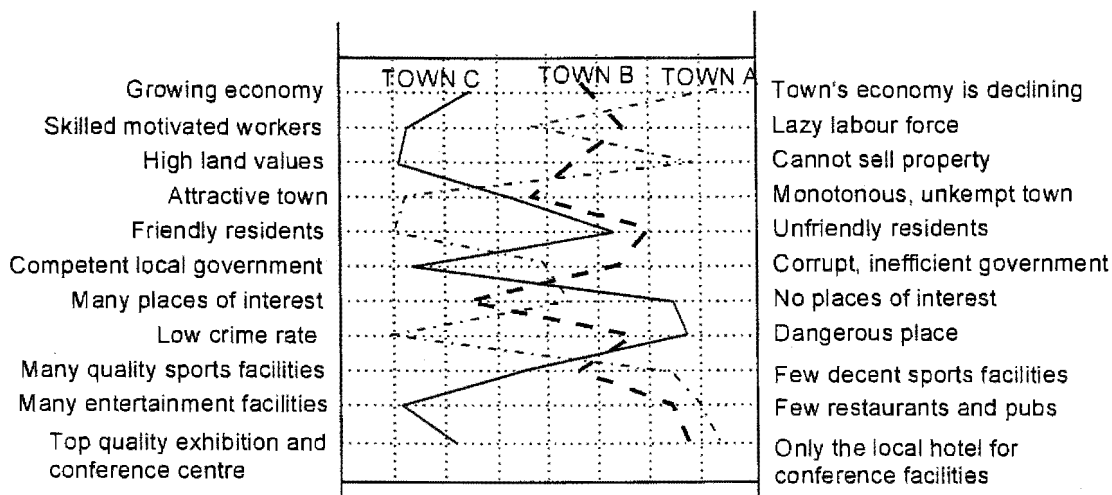 TOWN C TOWN B TOWN A
Growing economy Town's economy is declining
Skilled motivated workers Lazy labour force
High land values Cannot sell property
Attractive town Monotonous, unkempt town
Friendly residents Unfriendly residents
Competent local government Corrupt, inefficient government
Many places of interest No places of interest
Low crime rate Dangerous place
Many quality sports facilities Few decent sports facilities
Many entertainment facilities Few restaurants and pubs
Top quality exhibition and Only the local hotel for
conference centre conference facilities